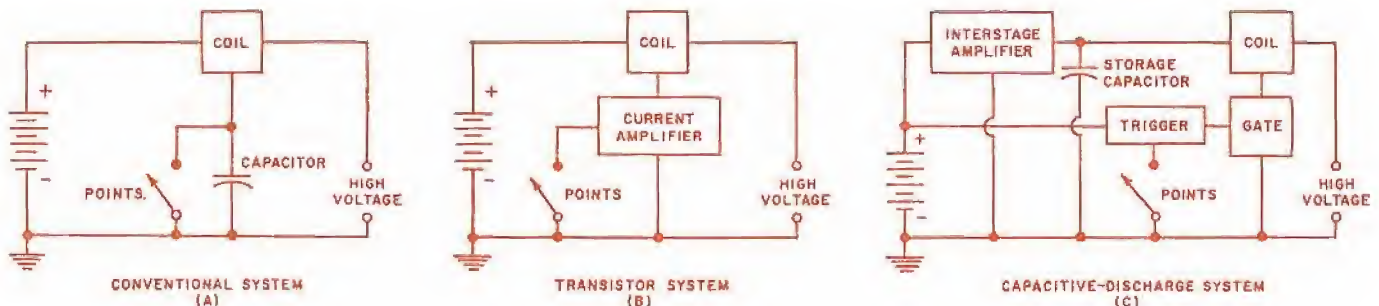 COIL
+
-
CAPACITOR
POINTS.
HIGH
VOLTAGE
CONVENTIONAL SYSTEM
(A)
COIL
+
-
CURRENT
AMPLIFIER
POINTS
HIGH
VOLTAGE
TRANSISTOR SYSTEM
(B)
INTERSTAGE
AMPLIFIER
STORAGE
CAPACITOR
COIL
+
-
TRIGGER
GATE
POINTS
HIGH
VOLTAGE
CAPACITIVE-DISCHARGE SYSTEM
(C)